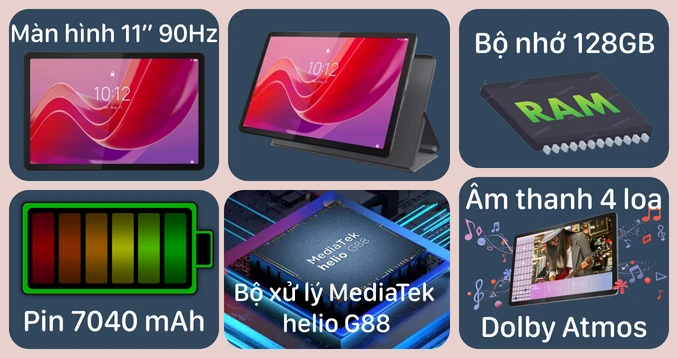 Màn hình 11’’ 90Hz
10:12
10:12
Bộ nhớ 128GB
RAM
Pin 7040 mAh
MediaTek
helio G88
Bộ xử lý MediaTek
helio G88
Âm thanh 4 loa
Dolby Atmos